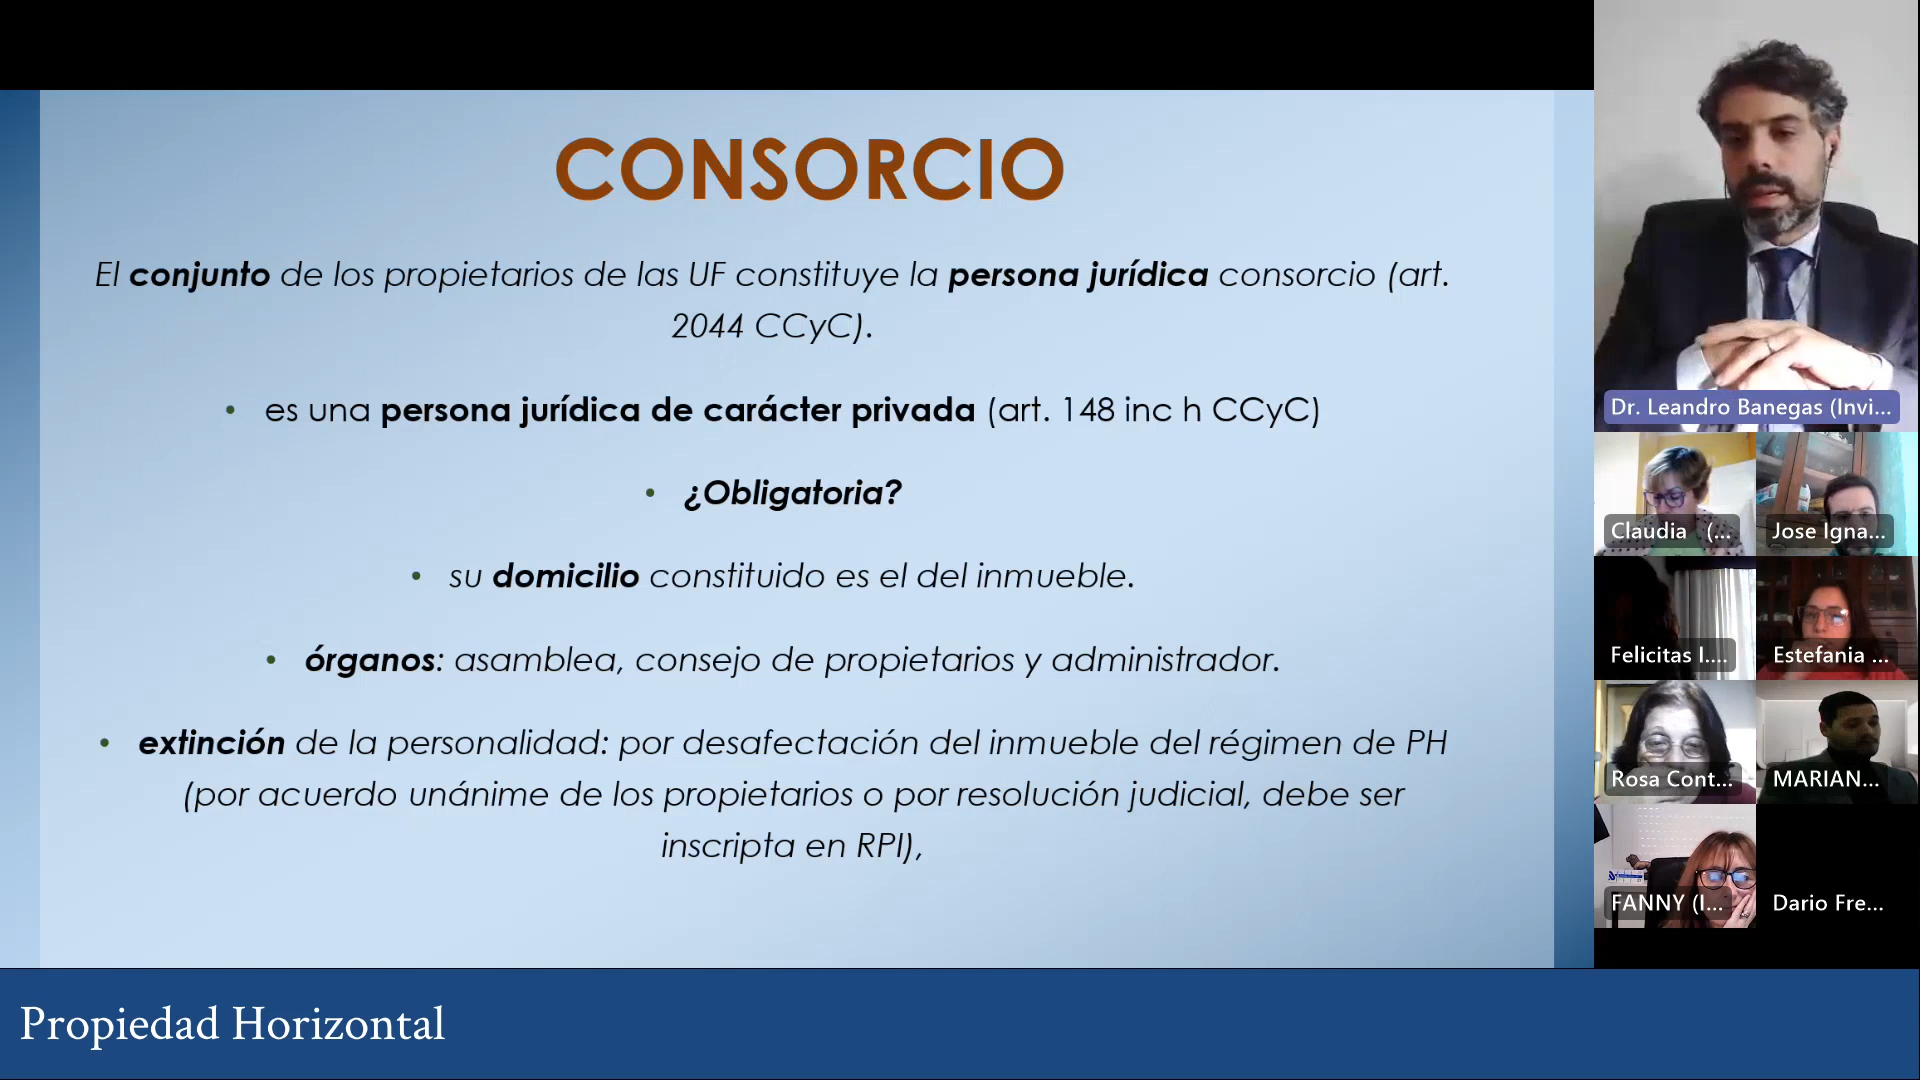 CONSORCIO
El conjunto de los propietarios de las UF constituye la persona jurídica consorcio (art.
2044 CCyC).
• es una persona jurídica de carácter privada (art. 148 inc h CCyC)
• ¿Obligatoria?
• su domicilio constituido es el del inmueble.
• órganos: asamblea, consejo de propietarios y administrador.
• extinción de la personalidad: por desafectación del inmueble del régimen de PH
(por acuerdo unánime de los propietarios o por resolución judicial, debe ser
inscripta en RPI),
Dr. Leandro Banegas (Invi...
Claudia (...
Jose Igna...
Felicitas I....
Estefania ...
Rosa Cont...
MARIAN...
FANNY (I...
Dario Fre...
Propiedad Horizontal